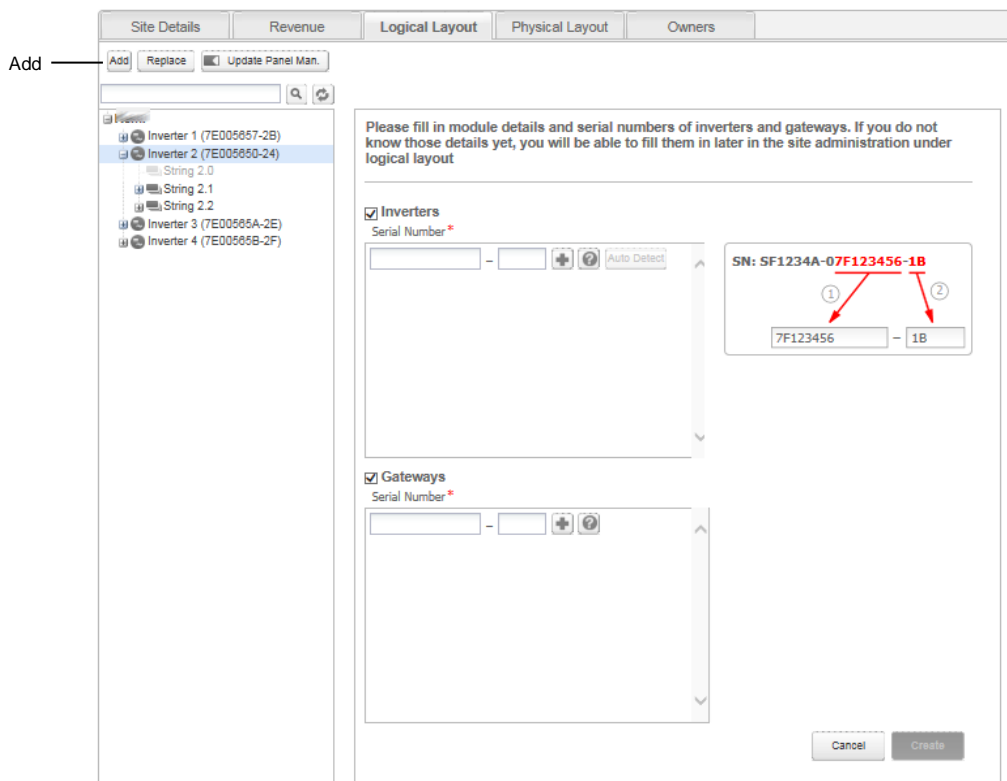 Site Details Revenue Logical Layout Physical Layout Owners
Add
Add Replace Update Panel Man.
Inverter 1 (7E005657-2B)
Inverter 2 (7E005650-24)
String 2.0
String 2.1
String 2.2
Inverter 3 (7E00565A-2E)
Inverter 4 (7E00565B-2F)
Please fill in module details and serial numbers of inverters and gateways. If you do not
know those details yet, you will be able to fill them in later in the site administration under
logical layout
Inverters
Serial Number*
– Auto Detect
SN: SF1234A-07F123456-1B
1 2
7F123456 – 1B
Gateways
Serial Number*
–
Cancel Create